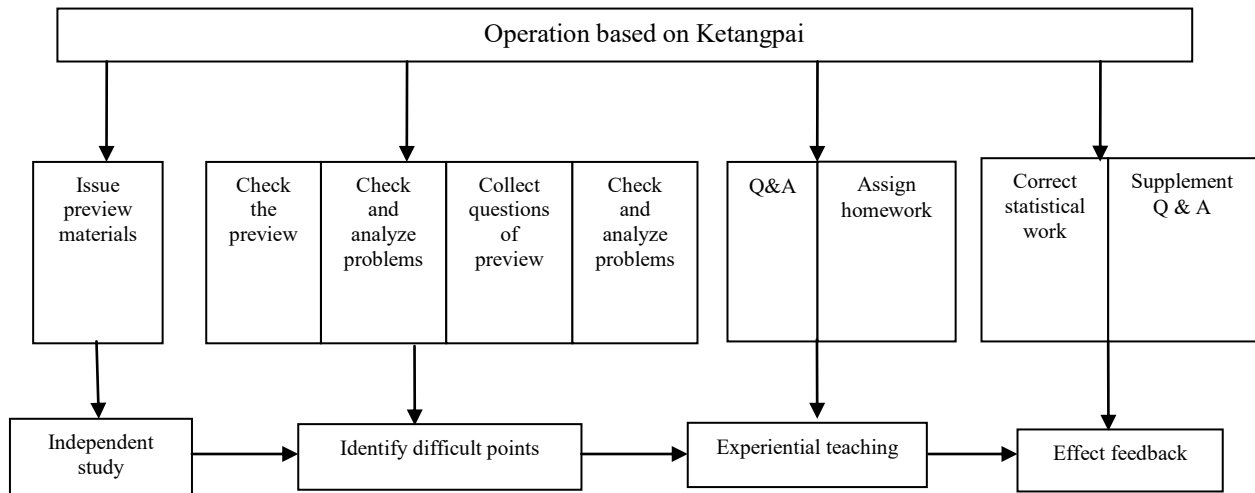 Operation based on Ketangpai
Issue
preview
materials
Check
the
preview
Check
and
analyze
problems
Collect
questions
of
preview
Check
and
analyze
problems
Q&A
Assign
homework
Correct
statistical
work
Supplement
Q & A
Independent
study
Identify difficult points
Experiential teaching
Effect feedback